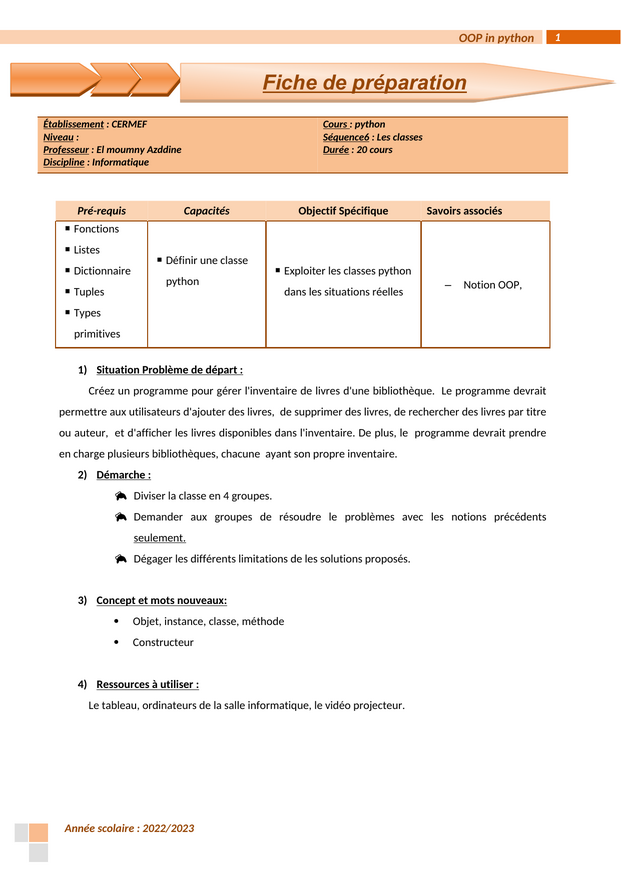 OOP in python 1
Fiche de préparation
Établissement : CERMEF
Niveau :
Professeur : El moumny Azddine
Discipline : Informatique
Cours : python
Séquence6 : Les classes
Durée : 20 cours
Pré-requis Capacités Objectif Spécifique Savoirs associés
▪ Fonctions
▪ Listes
▪ Dictionnaire
▪ Tuples
▪ Types
primitives
▪ Définir une classe
python
▪ Exploiter les classes python
dans les situations réelles
– Notion OOP,
1) Situation Problème de départ :
Créez un programme pour gérer l'inventaire de livres d'une bibliothèque. Le programme devrait
permettre aux utilisateurs d'ajouter des livres, de supprimer des livres, de rechercher des livres par titre
ou auteur, et d'afficher les livres disponibles dans l'inventaire. De plus, le programme devrait prendre
en charge plusieurs bibliothèques, chacune ayant son propre inventaire.
2) Démarche :
Diviser la classe en 4 groupes.
Demander aux groupes de résoudre le problèmes avec les notions précédents
seulement.
Dégager les différents limitations de les solutions proposés.
3) Concept et mots nouveaux:
• Objet, instance, classe, méthode
• Constructeur
4) Ressources à utiliser :
Le tableau, ordinateurs de la salle informatique, le vidéo projecteur.
Année scolaire : 2022/2023